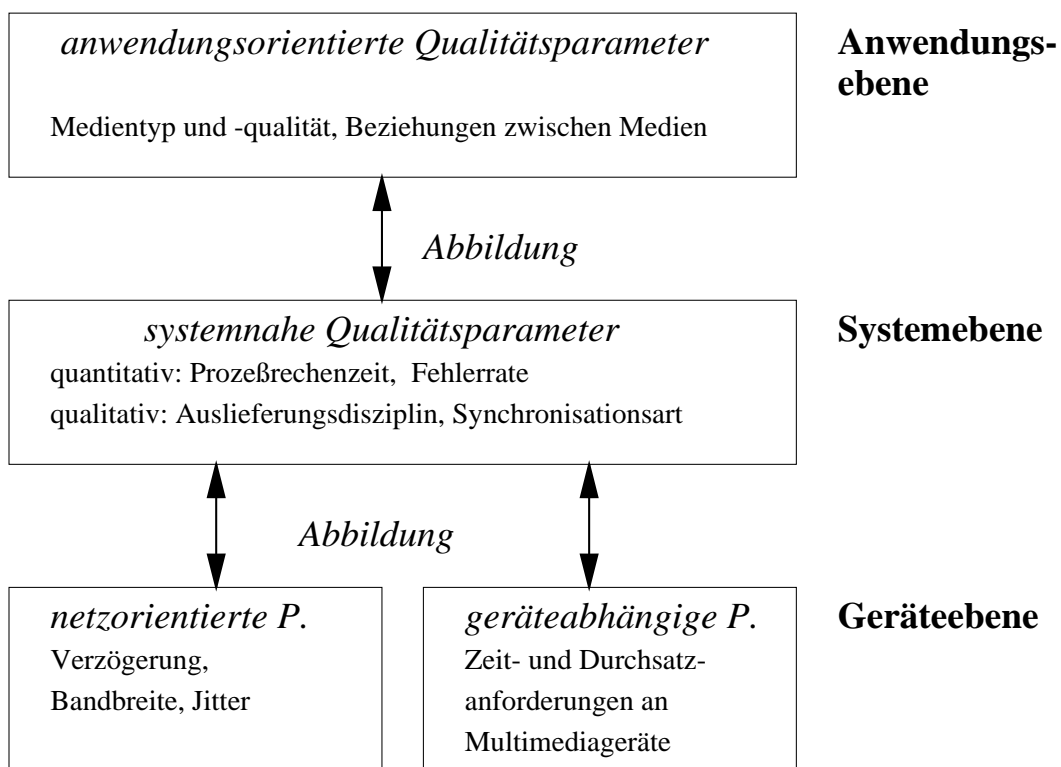 anwendungsorientierte Qualitätsparameter
Anwendungs-
ebene
Medientyp und -qualität, Beziehungen zwischen Medien
Abbildung
systemnahe Qualitätsparameter
Systemebene
quantitativ: Prozeßrechenzeit, Fehlerrate
qualitativ: Auslieferungsdisziplin, Synchronisationsart
Abbildung
netzorientierte P.
Verzögerung,
Bandbreite, Jitter
geräteabhängige P.
Zeit- und Durchsatz-
anforderungen an
Multimediageräte
Geräteebene